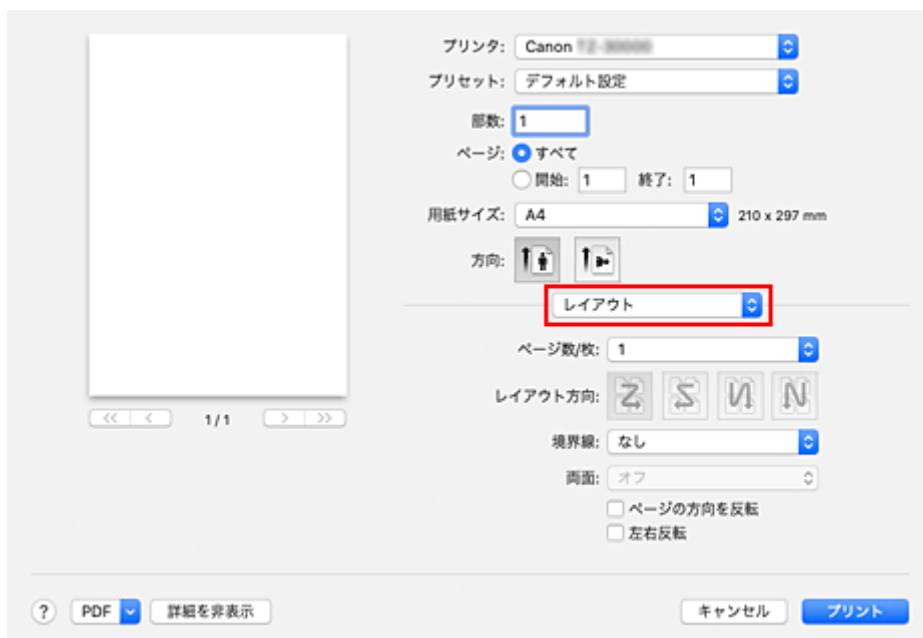 プリンタ: Canon
プリセット: デフォルト設定
部数: 1
ページ: すべて
開始: 1 終了: 1
用紙サイズ: A4 210 x 297 mm
方向:
レイアウト
ページ数/枚: 1
レイアウト方向:
境界線: なし
両面: オフ
ページの方向を反転
左右反転
<< < 1 / 1 > >>
? PDF 詳細を非表示 キャンセル プリント